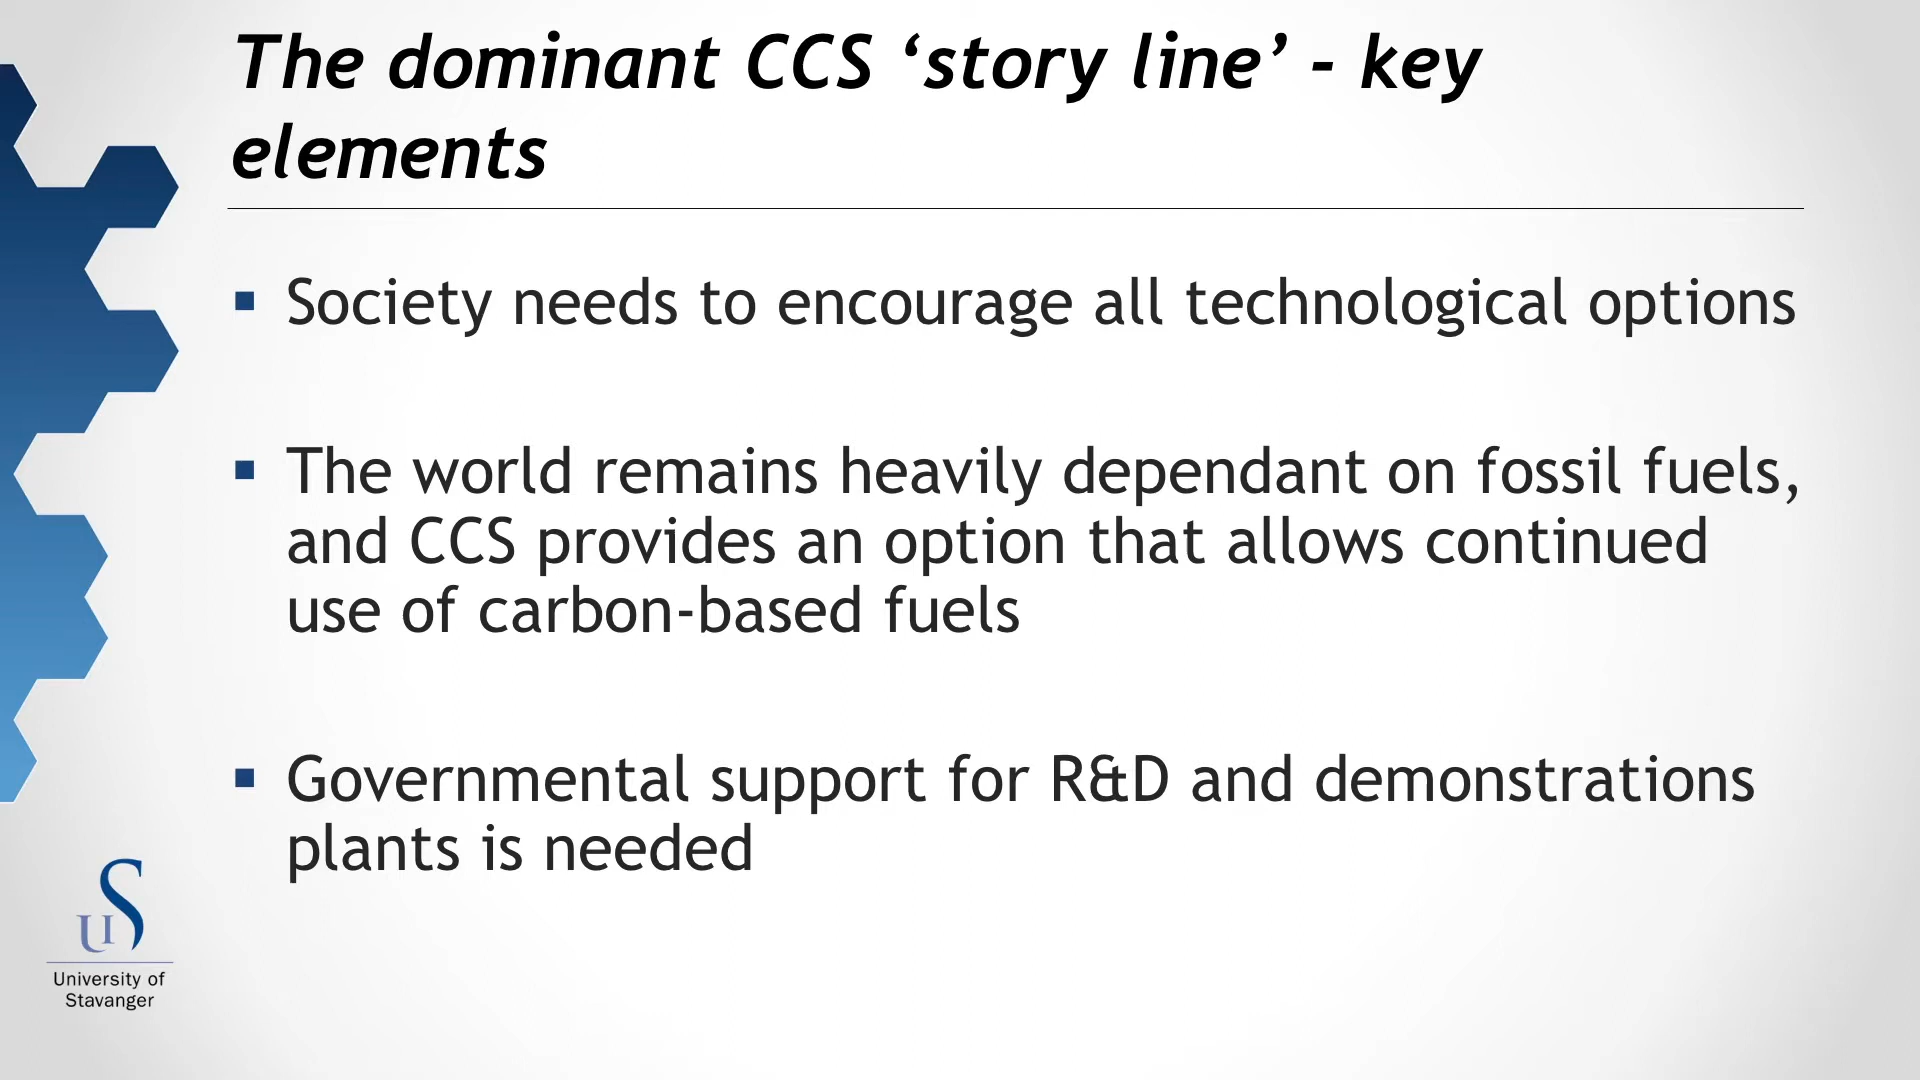 The dominant CCS ‘story line’ - key
elements
▪ Society needs to encourage all technological options
▪ The world remains heavily dependant on fossil fuels,
and CCS provides an option that allows continued
use of carbon-based fuels
▪ Governmental support for R&D and demonstrations
plants is needed
uis
University of
Stavanger